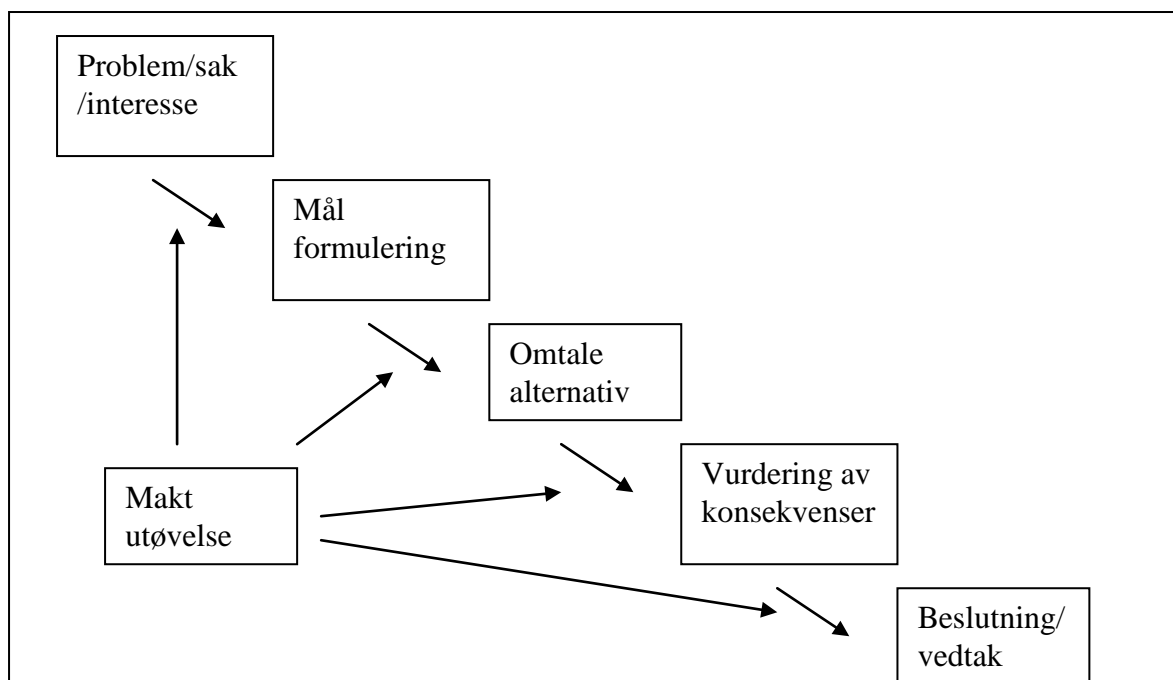 Problem/sak
/interesse
Mål
formulering
Omtale
alternativ
Makt
utøvelse
Vurdering av
konsekvenser
Beslutning/
vedtak